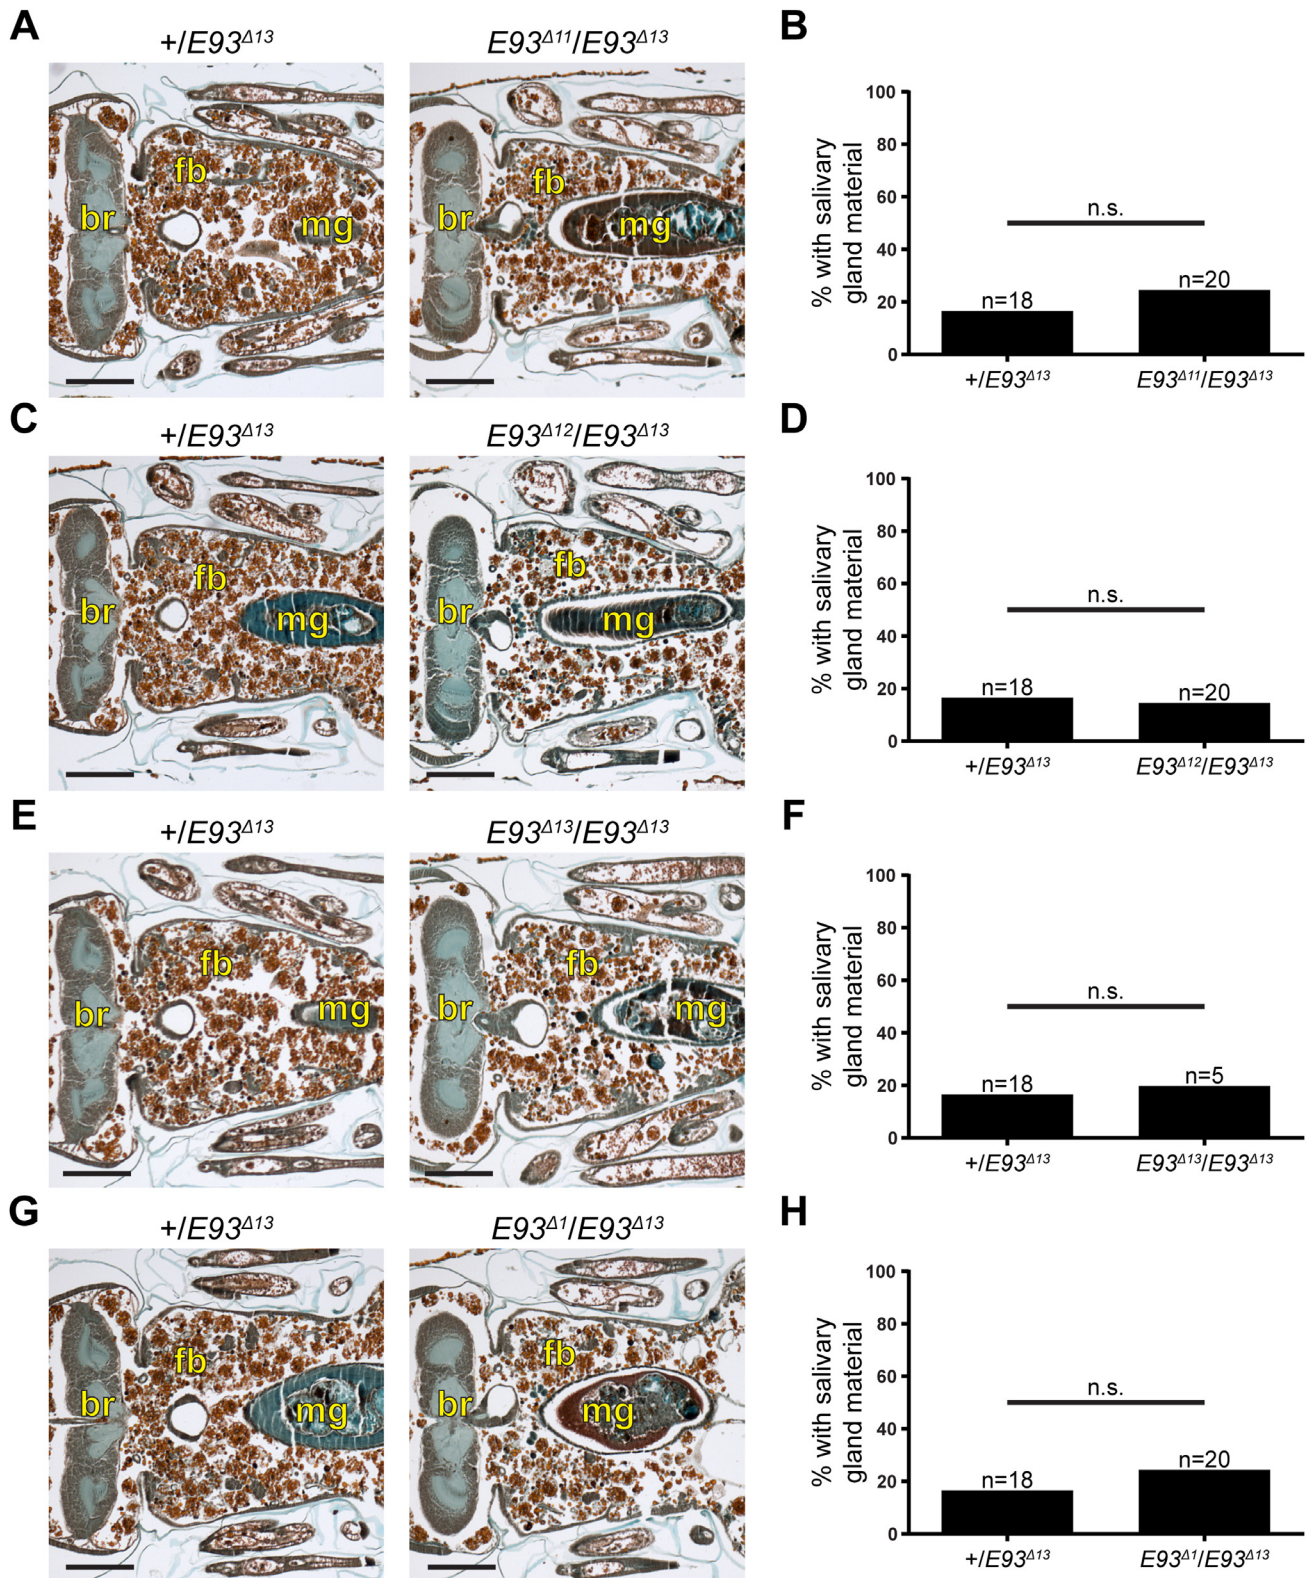 A
+/E93Δ13
E93Δ11/E93Δ13
fb
br
mg
fb
br
mg
B
% with salivary
gland material
100
80
60
40
20
0
n.s.
n=18
n=20
+/E93Δ13
E93Δ11/E93Δ13
C
+/E93Δ13
E93Δ12/E93Δ13
fb
br
mg
fb
br
mg
D
% with salivary
gland material
100
80
60
40
20
0
n.s.
n=18
n=20
+/E93Δ13
E93Δ12/E93Δ13
E
+/E93Δ13
E93Δ13/E93Δ13
fb
br
mg
fb
br
mg
F
% with salivary
gland material
100
80
60
40
20
0
n.s.
n=18
n=5
+/E93Δ13
E93Δ13/E93Δ13
G
+/E93Δ13
E93Δ1/E93Δ13
fb
br
mg
fb
br
mg
H
% with salivary
gland material
100
80
60
40
20
0
n.s.
n=18
n=20
+/E93Δ13
E93Δ1/E93Δ13